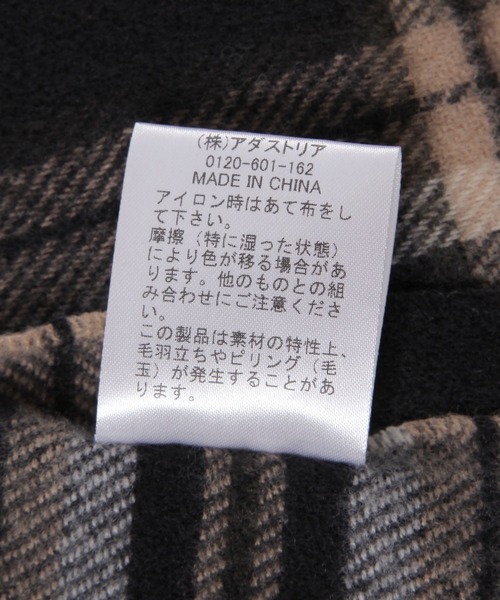 (株)アダストリア
0120-601-162
MADE IN CHINA
アイロン時はあて布をし
て下さい。
摩擦（特に湿った状態）
により色が移る場合があ
ります。他のものとの組
み合わせにご注意くださ
い。
この製品は素材の特性上、
毛羽立ちやピリング（毛
玉）が発生することがあ
ります。